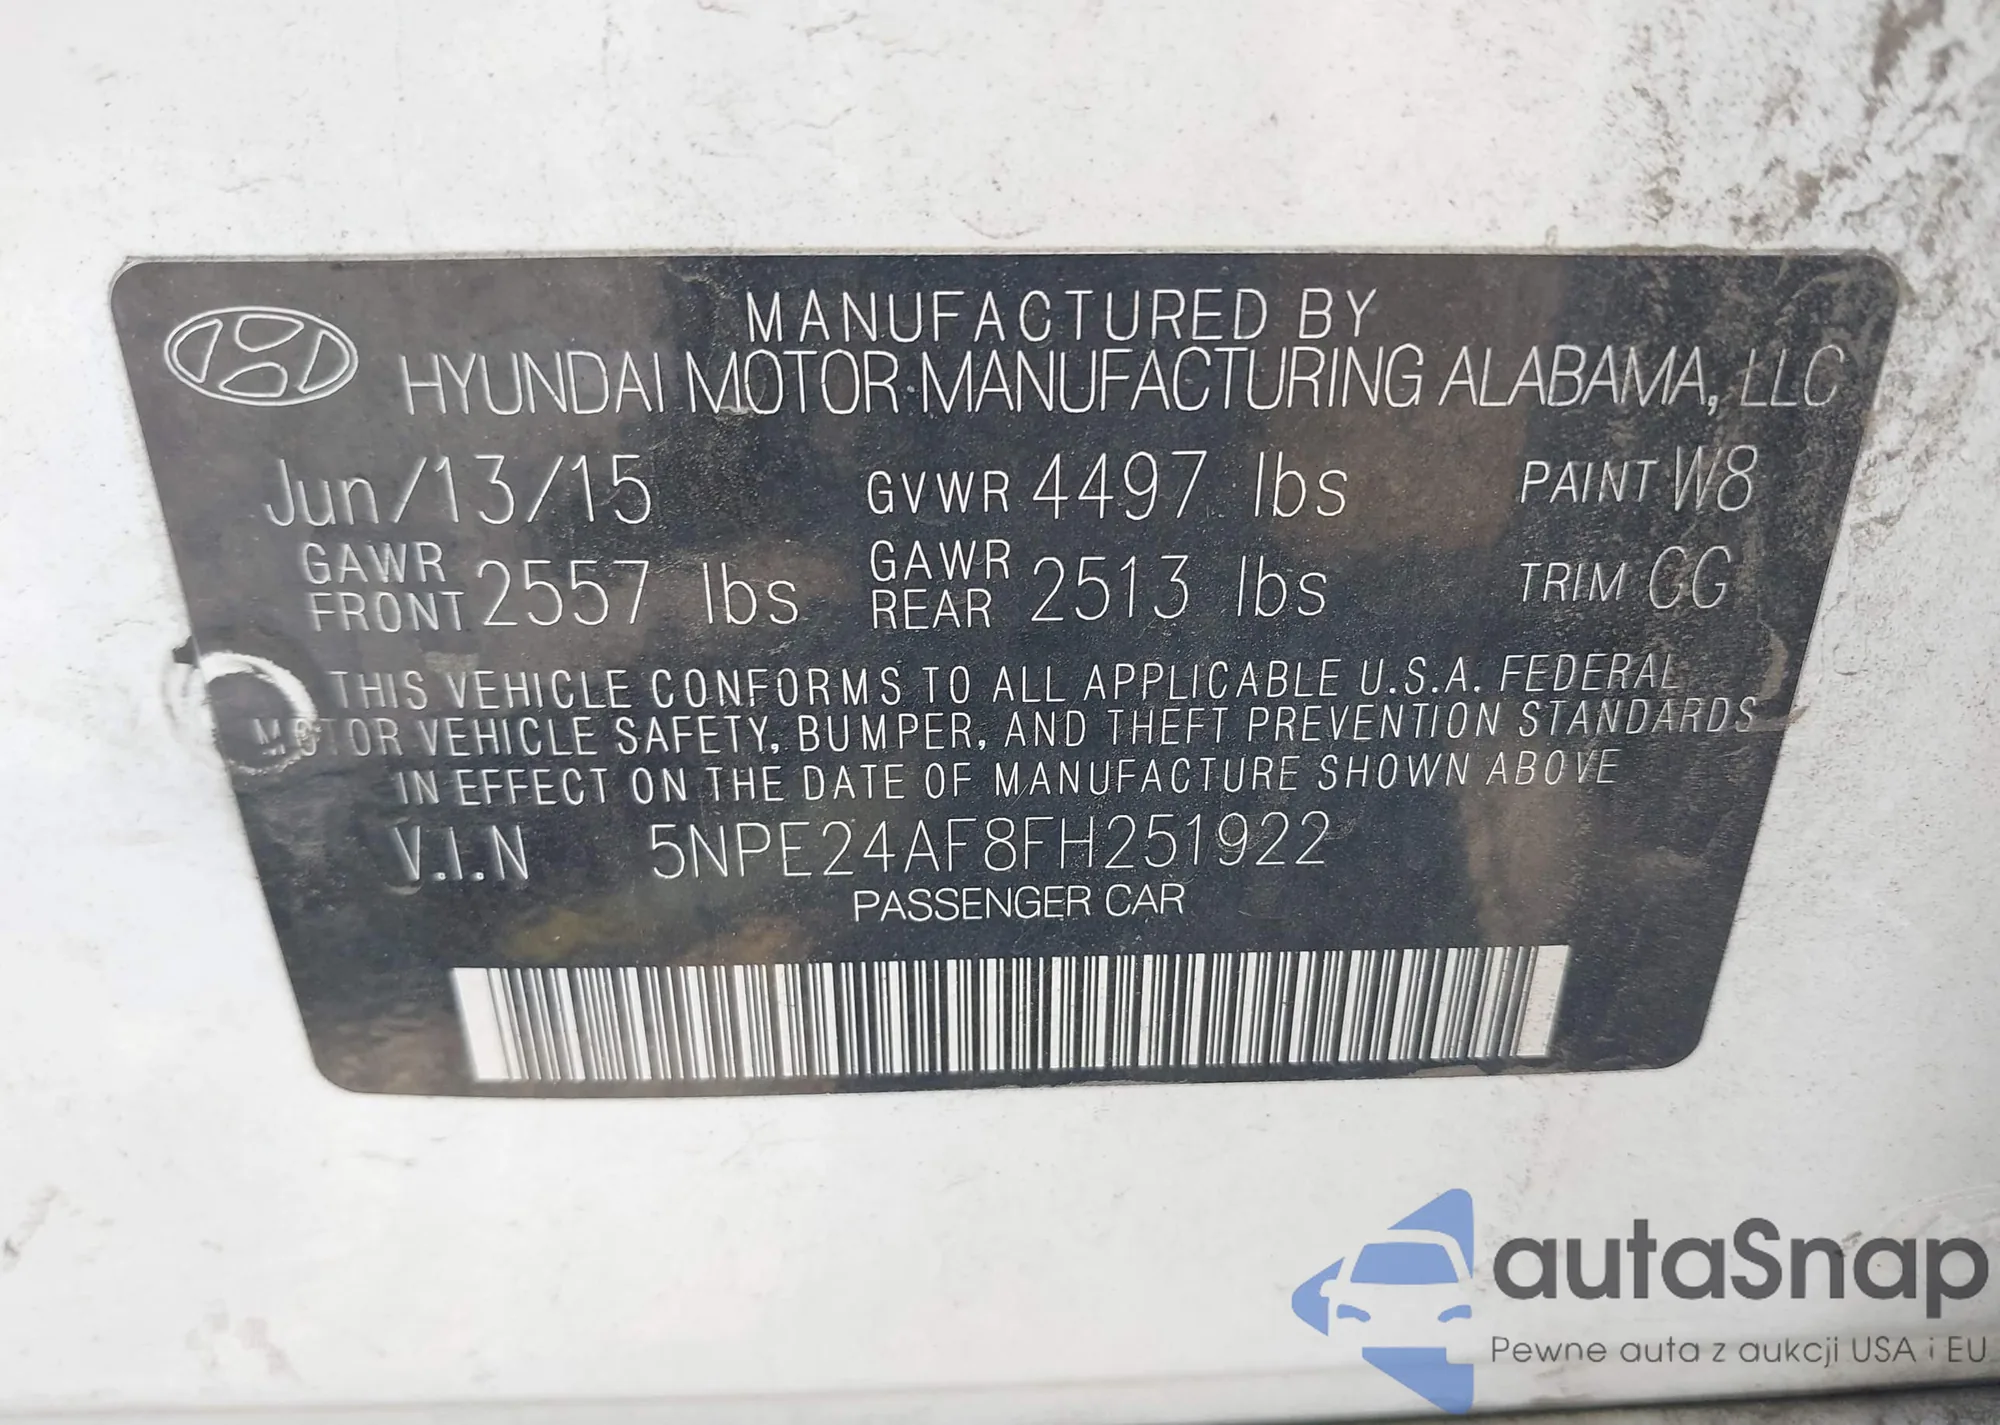 MANUFACTURED BY
HYUNDAI MOTOR MANUFACTURING ALABAMA, LLC
Jun/13/15 GVWR 4497 lbs PAINT W8
GAWR FRONT 2557 lbs GAWR REAR 2513 lbs TRIM CG
THIS VEHICLE CONFORMS TO ALL APPLICABLE U.S.A. FEDERAL
MOTOR VEHICLE SAFETY, BUMPER, AND THEFT PREVENTION STANDARDS
IN EFFECT ON THE DATE OF MANUFACTURE SHOWN ABOVE
V.I.N 5NPE24AF8FH251922
PASSENGER CAR
autaSnap
Pewne auta z aukcji USA i EU